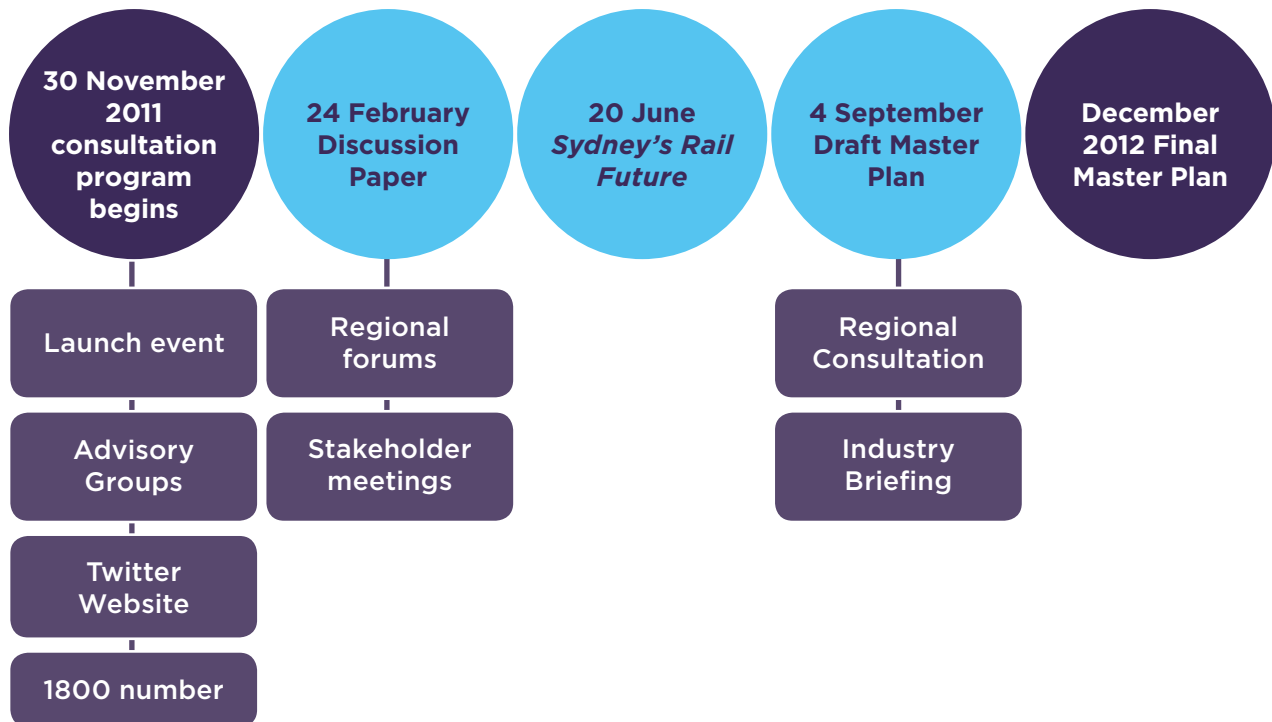 30 November
2011
consultation
program
begins
24 February
Discussion
Paper
20 June
Sydney's Rail
Future
4 September
Draft Master
Plan
December
2012 Final
Master Plan
Launch event
Advisory
Groups
Twitter
Website
1800 number
Regional
forums
Stakeholder
meetings
Regional
Consultation
Industry
Briefing